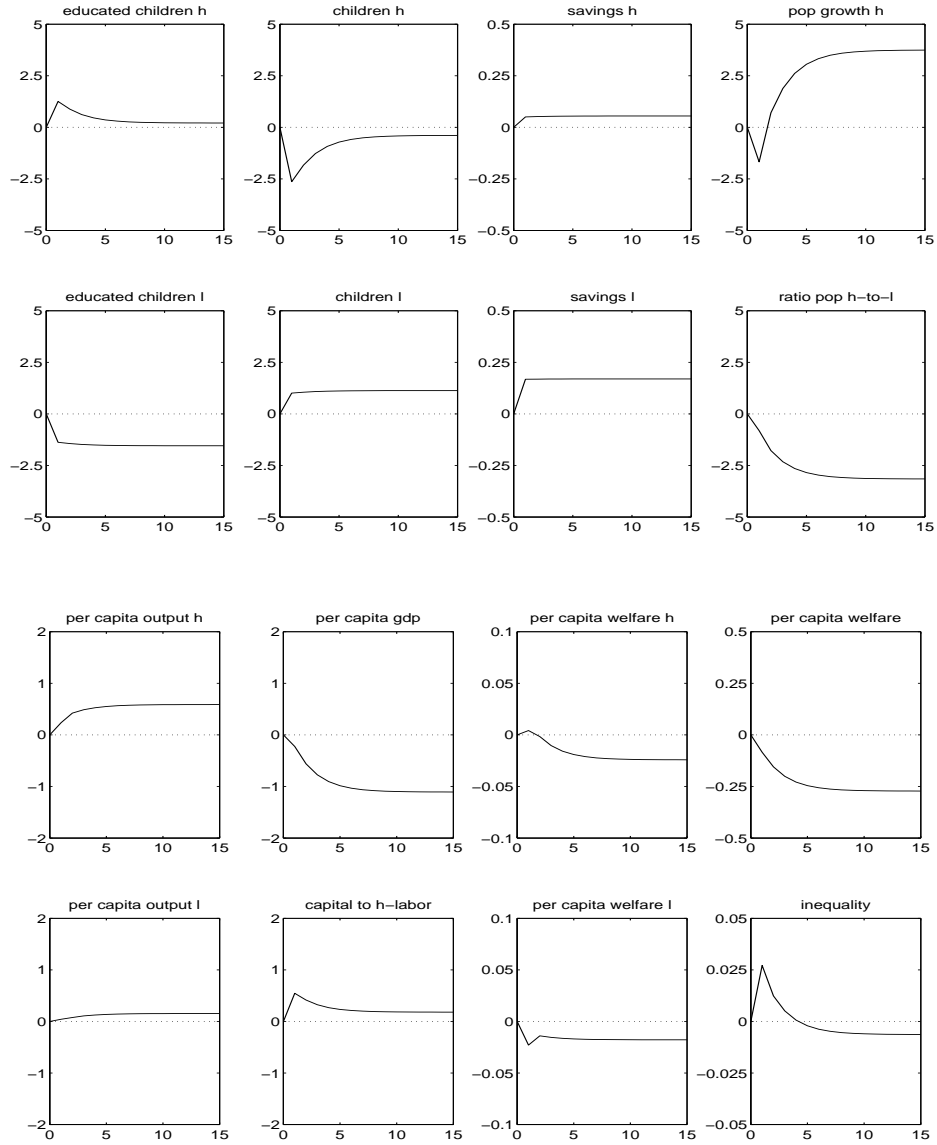 educated children h
children h
savings h
pop growth h
5
2.5
0
−2.5
−5
0 5 10 15
5
2.5
0
−2.5
−5
0 5 10 15
0.5
0.25
0
−0.25
−0.5
0 5 10 15
5
2.5
0
−2.5
−5
0 5 10 15
educated children l
children l
savings l
ratio pop h−to−l
5
2.5
0
−2.5
−5
0 5 10 15
5
2.5
0
−2.5
−5
0 5 10 15
0.5
0.25
0
−0.25
−0.5
0 5 10 15
5
2.5
0
−2.5
−5
0 5 10 15
per capita output h
per capita gdp
per capita welfare h
per capita welfare
2
1
0
−1
−2
0 5 10 15
2
1
0
−1
−2
0 5 10 15
0.1
0.05
0
−0.05
−0.1
0 5 10 15
0.5
0.25
0
−0.25
−0.5
0 5 10 15
per capita output l
capital to h−labor
per capita welfare l
inequality
2
1
0
−1
−2
0 5 10 15
2
1
0
−1
−2
0 5 10 15
0.1
0.05
0
−0.05
−0.1
0 5 10 15
0.05
0.025
0
−0.025
−0.05
0 5 10 15